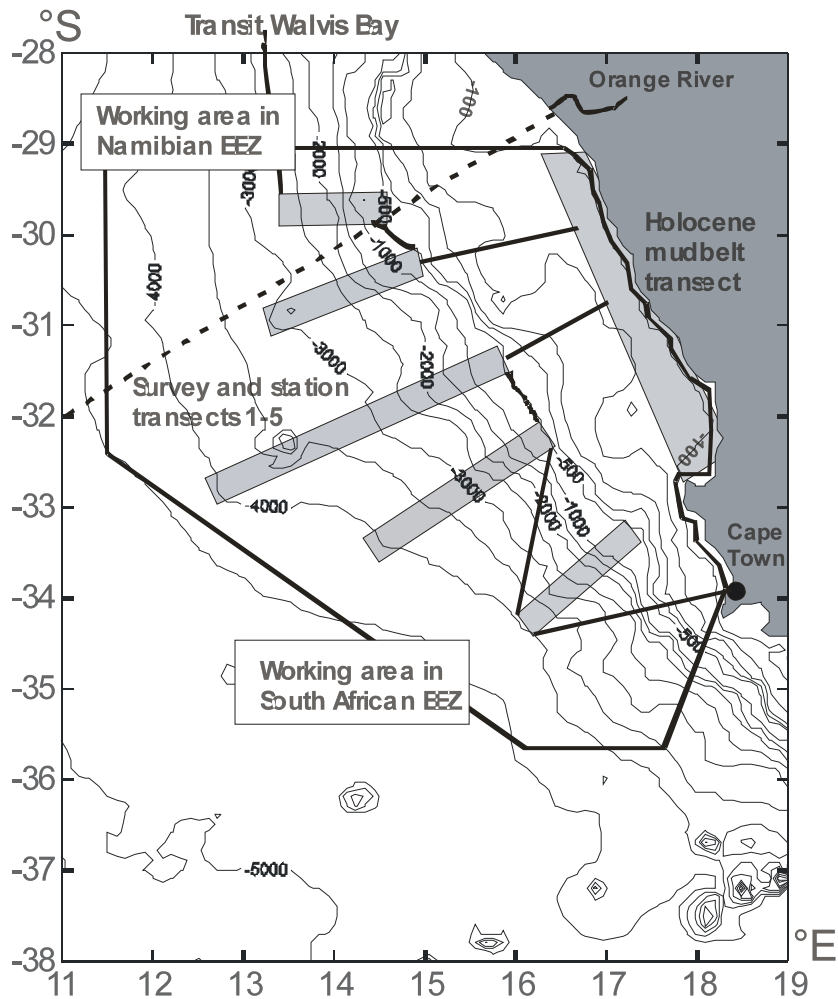 °S
Transit Walvis Bay
-28
Orange River
-100
Working area in
Namibian EEZ
-29
-2000
-3000
-500
-30
Holocene
mudbelt
transect
-1000
-4000
-31
-3000
-2000
Survey and station
transects 1-5
-32
-100
-500
-3000
-33
-4000
-2000
-1000
Cape
Town
-34
-500
Working area in
South African EEZ
-35
-36
-37
-5000
-38
°E
11
12
13
14
15
16
17
18
19